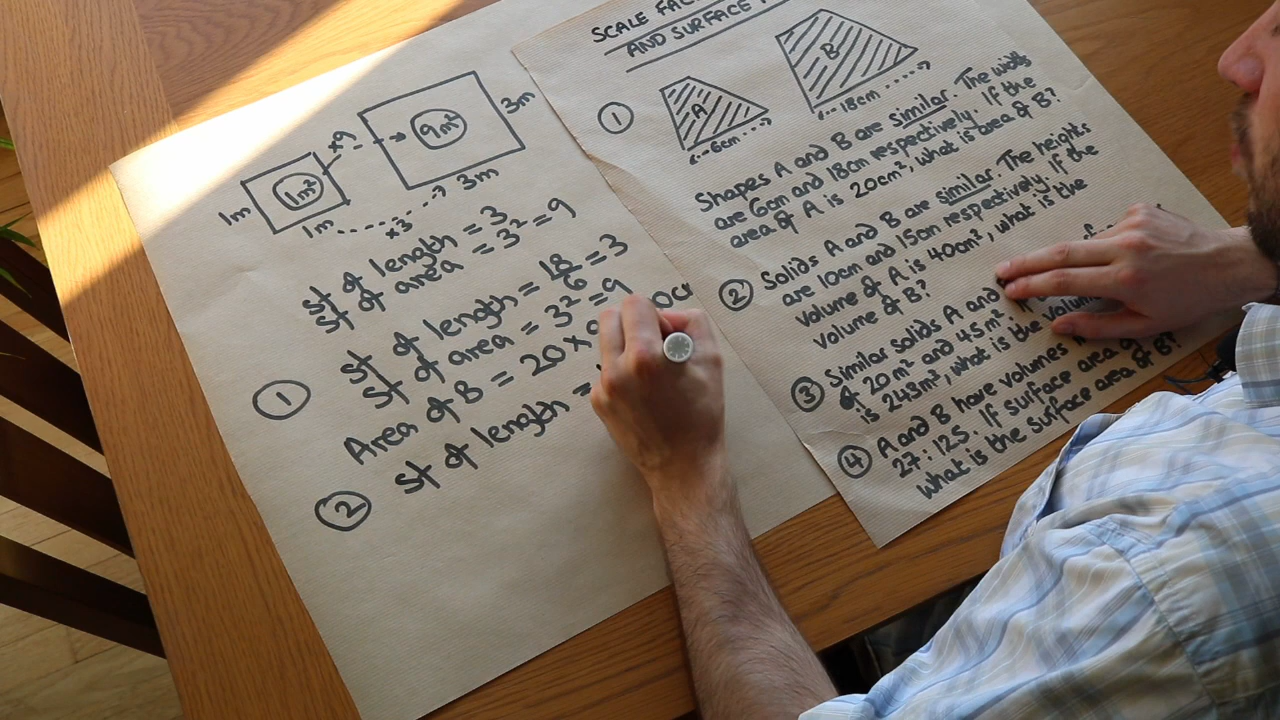 1m²
1m
1m
×3
×9
9m²
3m
3m
sf of length = 3
sf of area = 3² = 9
① sf of length = 18/6 = 3
sf of area = 3² = 9
Area of B = 20 ×
② sf of length =
SCALE
AND SURFACE
①
A
6cm
B
18cm
Shapes A and B are similar. The widths
are 6cm and 18cm respectively. If the
area of A is 20cm², what is area of B?
② Solids A and B are similar. The heights
are 10cm and 15cm respectively. If the
volume of A is 40cm³, what is the
volume of B?
③ Similar solids A and
of 20m² and 45m².
is 243m³, what is the volume
④ A and B have volumes
27:125. If surface area of
what is the surface area of B?